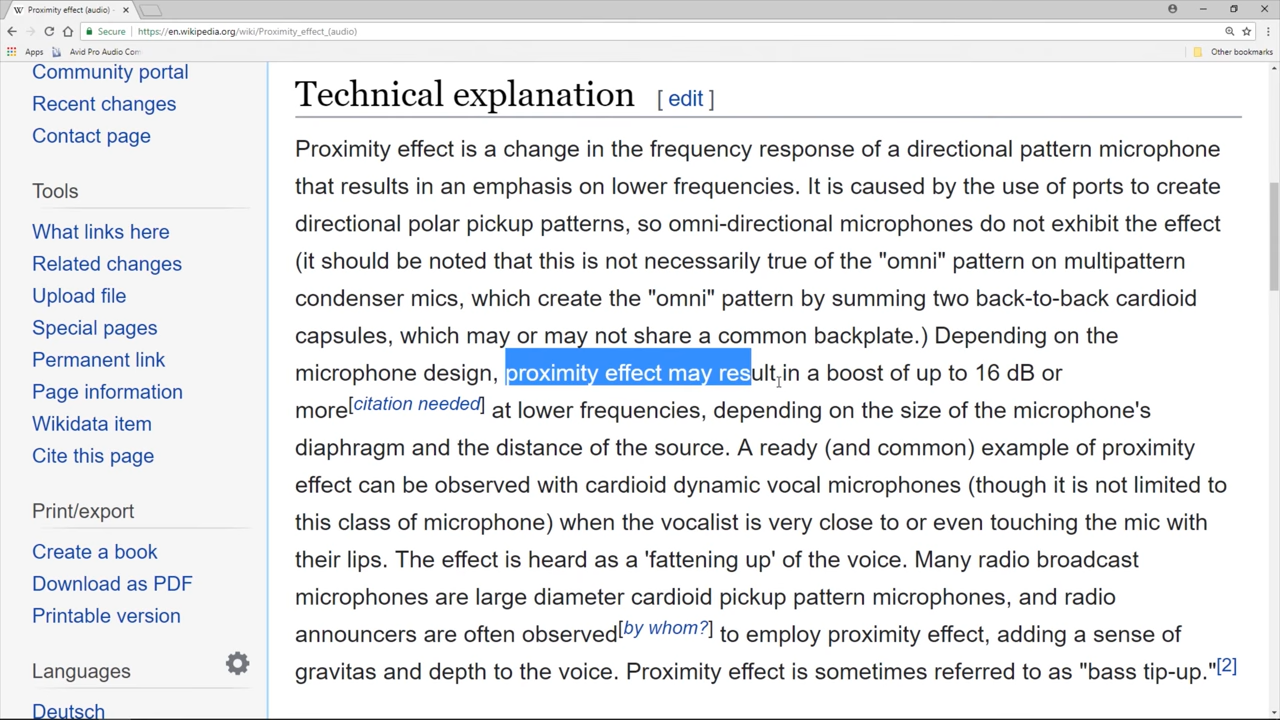 Proximity effect (audio)
Secure
https://en.wikipedia.org/wiki/Proximity_effect_(audio)
Apps
Avid Pro Audio Com
Other bookmarks
Community portal
Recent changes
Contact page
Tools
What links here
Related changes
Upload file
Special pages
Permanent link
Page information
Wikidata item
Cite this page
Print/export
Create a book
Download as PDF
Printable version
Languages
Deutsch
Technical explanation [ edit ]
Proximity effect is a change in the frequency response of a directional pattern microphone
that results in an emphasis on lower frequencies. It is caused by the use of ports to create
directional polar pickup patterns, so omni-directional microphones do not exhibit the effect
(it should be noted that this is not necessarily true of the "omni" pattern on multipattern
condenser mics, which create the "omni" pattern by summing two back-to-back cardioid
capsules, which may or may not share a common backplate.) Depending on the
microphone design, proximity effect may result in a boost of up to 16 dB or
more[citation needed] at lower frequencies, depending on the size of the microphone's
diaphragm and the distance of the source. A ready (and common) example of proximity
effect can be observed with cardioid dynamic vocal microphones (though it is not limited to
this class of microphone) when the vocalist is very close to or even touching the mic with
their lips. The effect is heard as a 'fattening up' of the voice. Many radio broadcast
microphones are large diameter cardioid pickup pattern microphones, and radio
announcers are often observed[by whom?] to employ proximity effect, adding a sense of
gravitas and depth to the voice. Proximity effect is sometimes referred to as "bass tip-up."[2]